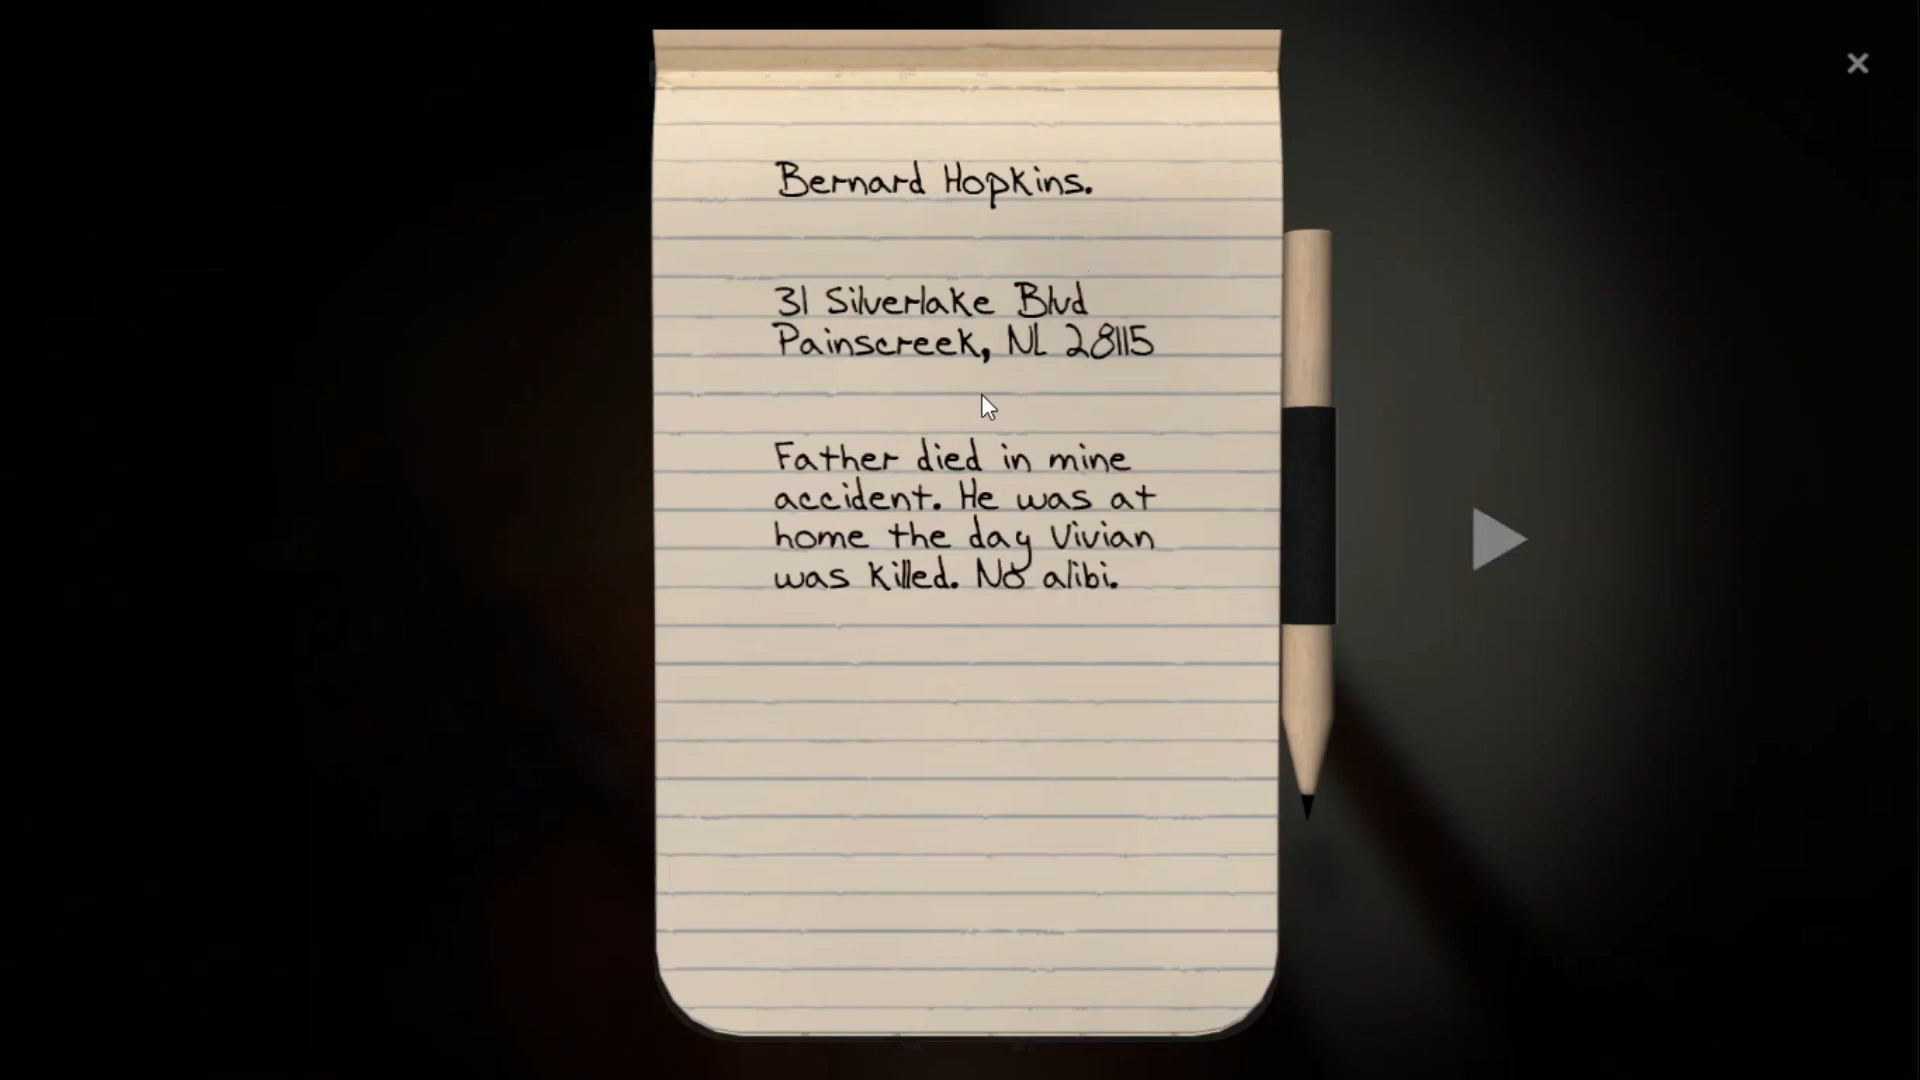 Bernard Hopkins.
31 Silverlake Blvd
Painscreek, NL 28115
Father died in mine
accident. He was at
home the day Vivian
was killed. No alibi.